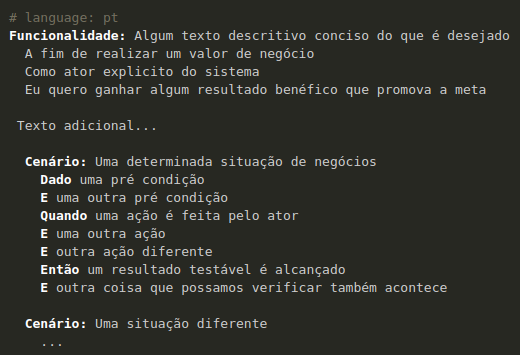 # language: pt
Funcionalidade: Algum texto descritivo conciso do que é desejado
A fim de realizar um valor de negócio
Como ator explicito do sistema
Eu quero ganhar algum resultado benéfico que promova a meta
Texto adicional...
Cenário: Uma determinada situação de negócios
Dado uma pré condição
E uma outra pré condição
Quando uma ação é feita pelo ator
E uma outra ação
E outra ação diferente
Então um resultado testável é alcançado
E outra coisa que possamos verificar também acontece
Cenário: Uma situação diferente
...